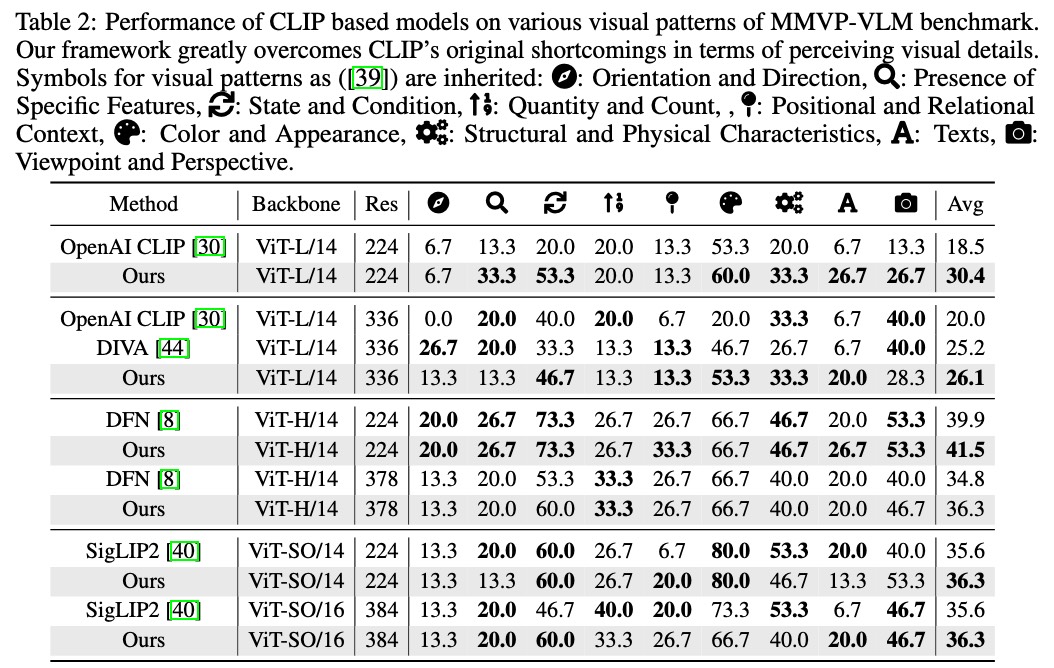 Table 2: Performance of CLIP based models on various visual patterns of MMVP-VLM benchmark.
Our framework greatly overcomes CLIP's original shortcomings in terms of perceiving visual details.
Symbols for visual patterns as ([39]) are inherited: : Orientation and Direction, : Presence of
Specific Features, : State and Condition, : Quantity and Count, , : Positional and Relational
Context, : Color and Appearance, : Structural and Physical Characteristics, A: Texts, :
Viewpoint and Perspective.
Method Backbone Res A Avg
OpenAI CLIP [30] ViT-L/14 224 6.7 13.3 20.0 20.0 13.3 53.3 20.0 6.7 13.3 18.5
Ours ViT-L/14 224 6.7 33.3 53.3 20.0 13.3 60.0 33.3 26.7 26.7 30.4
OpenAI CLIP [30] ViT-L/14 336 0.0 20.0 40.0 20.0 6.7 20.0 33.3 6.7 40.0 20.0
DIVA [44] ViT-L/14 336 26.7 20.0 33.3 13.3 13.3 46.7 26.7 6.7 40.0 25.2
Ours ViT-L/14 336 13.3 13.3 46.7 13.3 13.3 53.3 33.3 20.0 28.3 26.1
DFN [8] ViT-H/14 224 20.0 26.7 73.3 26.7 26.7 66.7 46.7 20.0 53.3 39.9
Ours ViT-H/14 224 20.0 26.7 73.3 26.7 33.3 66.7 46.7 26.7 53.3 41.5
DFN [8] ViT-H/14 378 13.3 20.0 53.3 33.3 26.7 66.7 40.0 20.0 40.0 34.8
Ours ViT-H/14 378 13.3 20.0 60.0 33.3 26.7 66.7 40.0 20.0 46.7 36.3
SigLIP2 [40] ViT-SO/14 224 13.3 20.0 60.0 26.7 6.7 80.0 53.3 20.0 40.0 35.6
Ours ViT-SO/14 224 13.3 13.3 60.0 26.7 20.0 80.0 46.7 13.3 53.3 36.3
SigLIP2 [40] ViT-SO/16 384 13.3 20.0 46.7 40.0 20.0 73.3 53.3 6.7 46.7 35.6
Ours ViT-SO/16 384 13.3 20.0 60.0 33.3 26.7 66.7 40.0 20.0 46.7 36.3